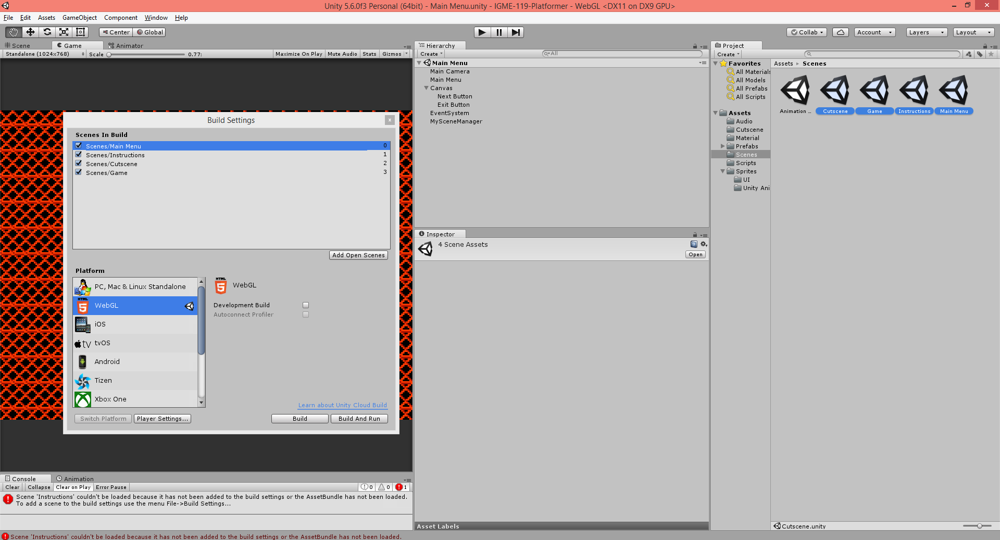 Unity 5.6.0f3 Personal (64bit) - Main Menu.unity - IGME-119-Platformer - WebGL <DX11 on DX9 GPU>
File Edit Assets GameObject Component Window Help
Center Global
Collab Account Layers Layout
Scene Game Animator
Standalone (1024x768) Scale 0.77: Maximize On Play Mute Audio Stats Gizmos
Build Settings
Scenes In Build
Scenes/Main Menu 0
Scenes/Instructions 1
Scenes/Cutscene 2
Scenes/Game 3
Add Open Scenes
Platform
PC, Mac & Linux Standalone
HTML
5
WebGL
iOS
tv tvOS
Android
Tizen
Xbox One
HTML
5
WebGL
Development Build
Autoconnect Profiler
Learn about Unity Cloud Build
Switch Platform Player Settings... Build Build And Run
Console Animation
Clear Collapse Clear on Play Error Pause 0 0 1
Scene 'Instructions' couldn't be loaded because it has not been added to the build settings or the AssetBundle has not been loaded.
To add a scene to the build settings use the menu File->Build Settings...
Scene 'Instructions' couldn't be loaded because it has not been added to the build settings or the AssetBundle has not been loaded.
Hierarchy
Create All
Main Menu
Main Camera
Main Menu
Canvas
Next Button
Exit Button
EventSystem
MySceneManager
Inspector
4 Scene Assets
Open
Asset Labels
Project
Create
Favorites
All Materials
All Models
All Prefabs
All Scripts
Assets
Audio
Cutscene
Material
Prefabs
Scenes
Scripts
Sprites
UI
Unity Ani
Assets Scenes
Animation ... Cutscene Game Instructions Main Menu
Cutscene.unity